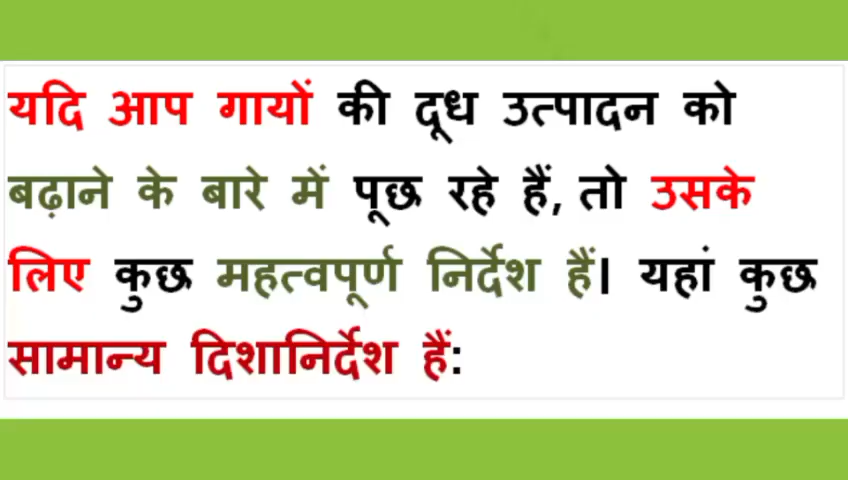 यदि आप गायों की दूध उत्पादन को
बढ़ाने के बारे में पूछ रहे हैं, तो उसके
लिए कुछ महत्वपूर्ण निर्देश हैं। यहां कुछ
सामान्य दिशानिर्देश हैं: